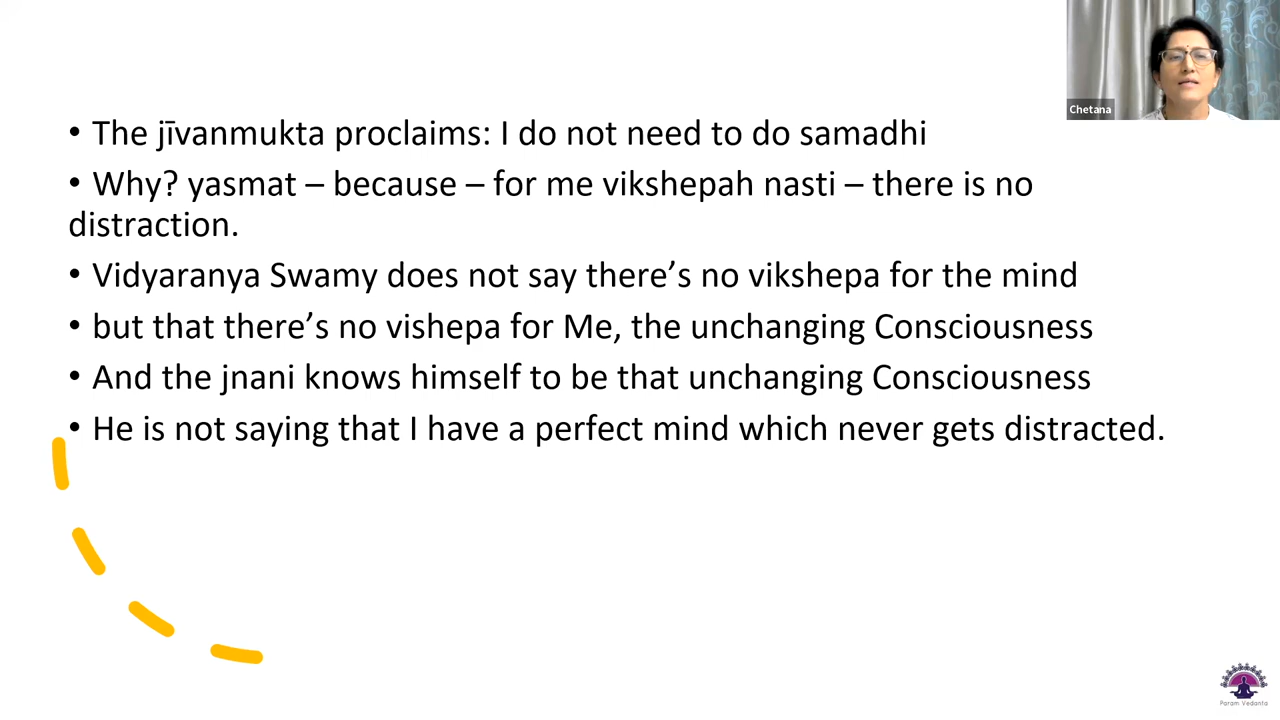 • The jīvanmukta proclaims: I do not need to do samadhi
• Why? yasmat – because – for me vikshepah nasti – there is no
distraction.
• Vidyaranya Swamy does not say there’s no vikshepa for the mind
• but that there’s no vishepa for Me, the unchanging Consciousness
• And the jnani knows himself to be that unchanging Consciousness
• He is not saying that I have a perfect mind which never gets distracted.
Chetana
Param Vedanta